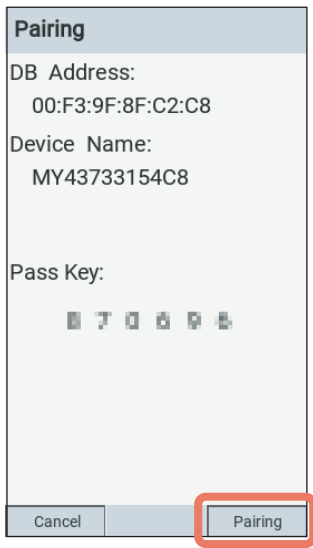 Pairing
DB Address:
00:F3:9F:8F:C2:C8
Device Name:
MY43733154C8
Pass Key:
Cancel
Pairing